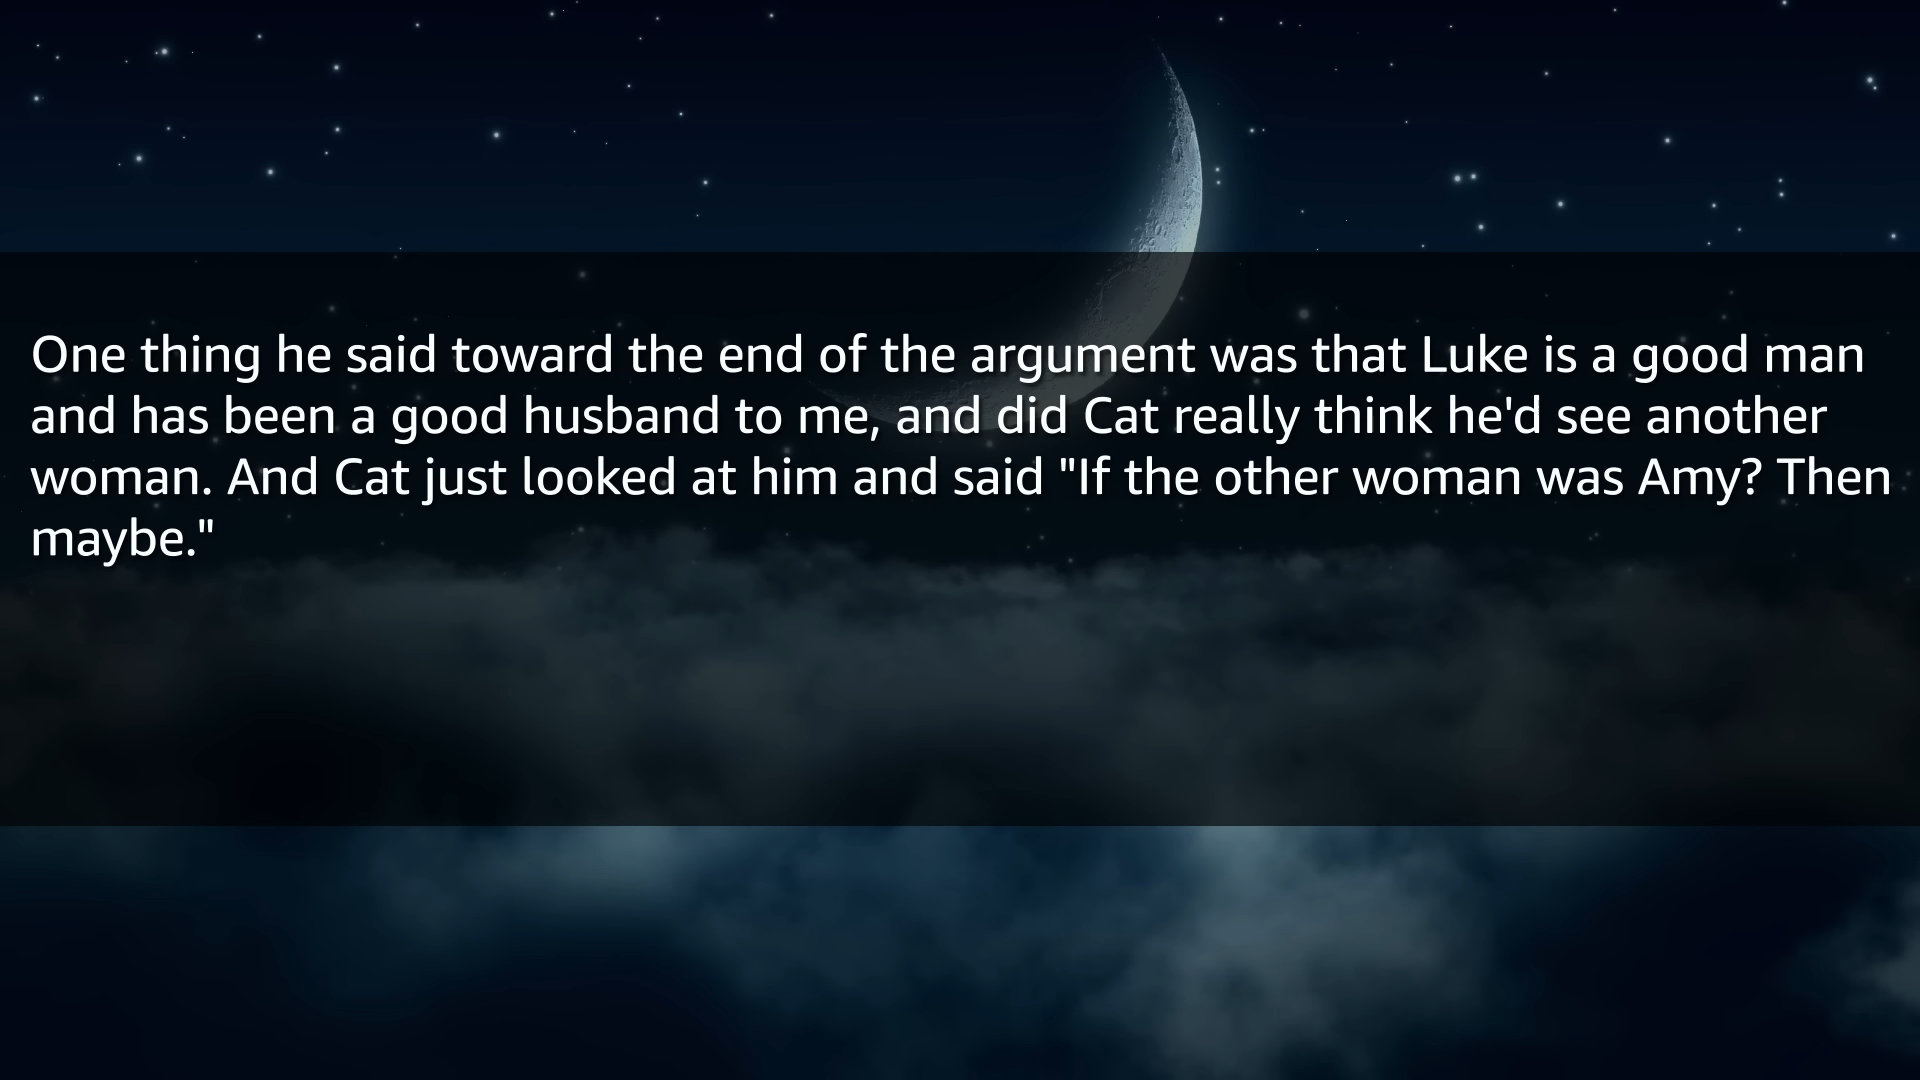 One thing he said toward the end of the argument was that Luke is a good man
and has been a good husband to me, and did Cat really think he'd see another
woman. And Cat just looked at him and said "If the other woman was Amy? Then
maybe."